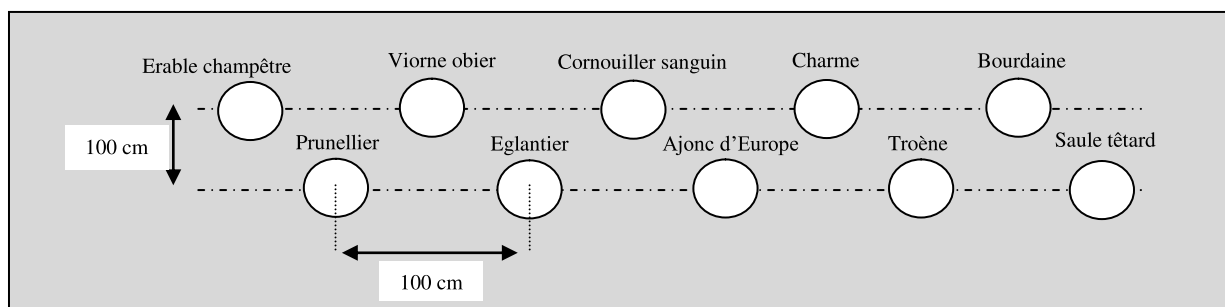 Erable champêtre
Viorne obier
Cornouiller sanguin
Charme
Bourdaine
100 cm
Prunellier
Eglantier
Ajonc d'Europe
Troène
Saule têtard
100 cm